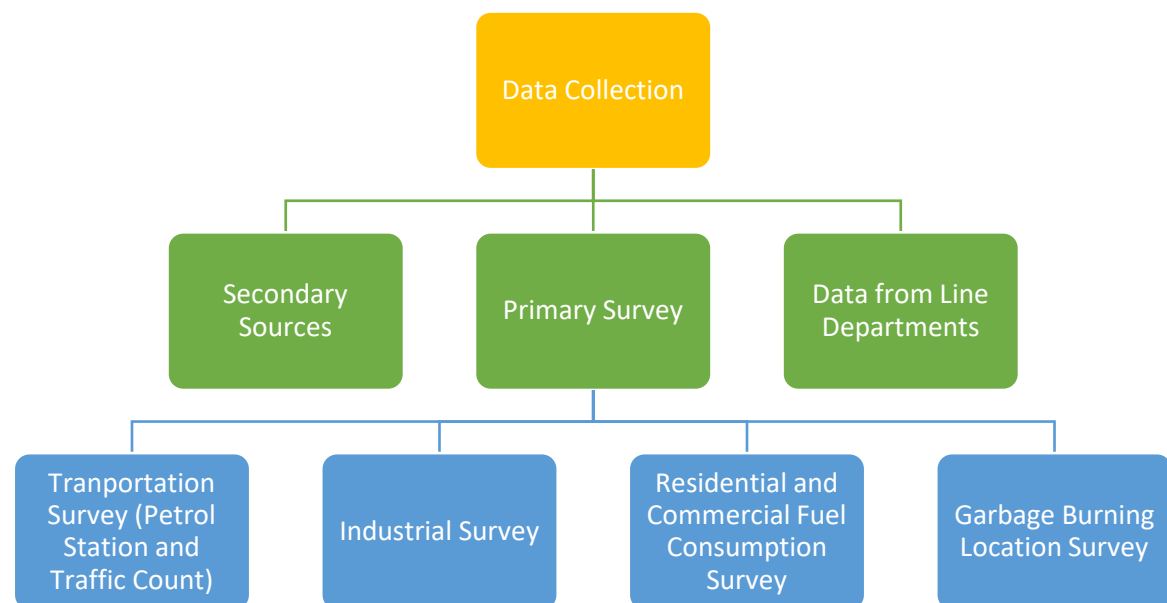 Data Collection
Secondary
Sources
Primary Survey
Data from Line
Departments
Tranportation
Survey (Petrol
Station and
Traffic Count)
Industrial Survey
Residential and
Commercial Fuel
Consumption
Survey
Garbage Burning
Location Survey